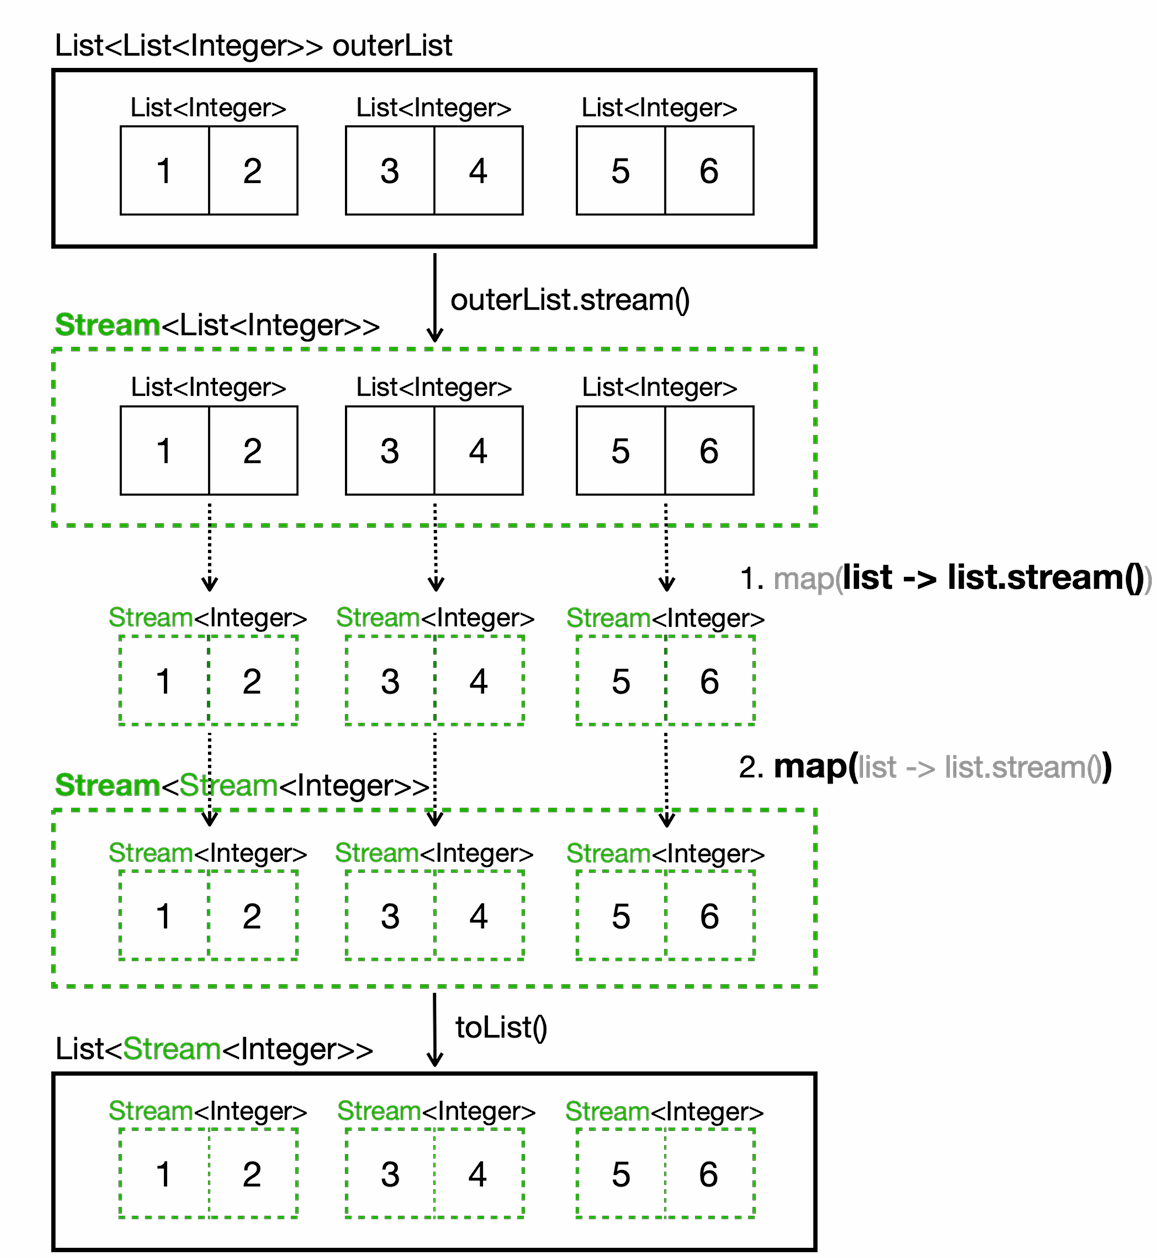 List<List<Integer>> outerList
List<Integer> List<Integer> List<Integer>
1 2 3 4 5 6
outerList.stream()
Stream<List<Integer>>
List<Integer> List<Integer> List<Integer>
1 2 3 4 5 6
1. map(list -> list.stream())
Stream<Integer> Stream<Integer> Stream<Integer>
1 2 3 4 5 6
2. map(list -> list.stream())
Stream<Stream<Integer>>
Stream<Integer> Stream<Integer> Stream<Integer>
1 2 3 4 5 6
toList()
List<Stream<Integer>>
Stream<Integer> Stream<Integer> Stream<Integer>
1 2 3 4 5 6